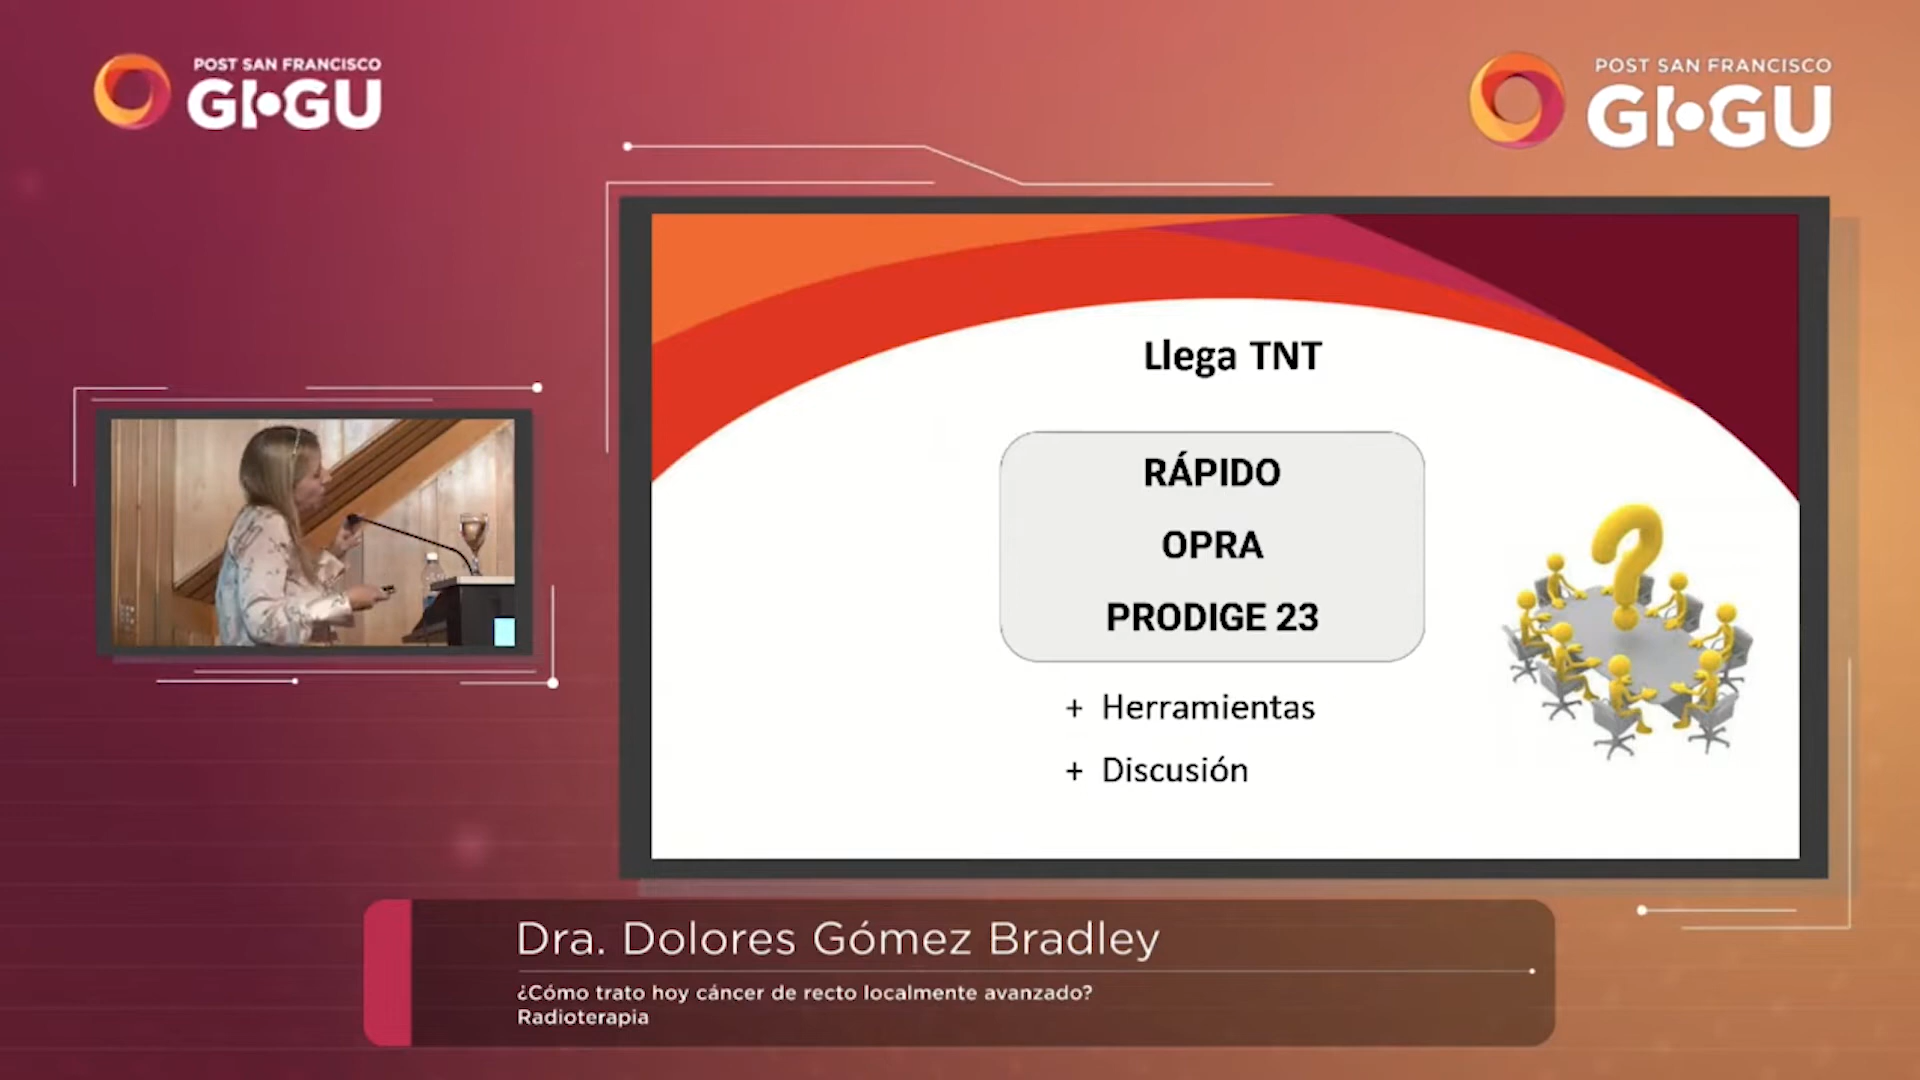 POST SAN FRANCISCO
GI•GU
POST SAN FRANCISCO
GI•GU
Llega TNT
RÁPIDO
OPRA
PRODIGE 23
+ Herramientas
+ Discusión
Dra. Dolores Gómez Bradley
¿Cómo trato hoy cáncer de recto localmente avanzado?
Radioterapia